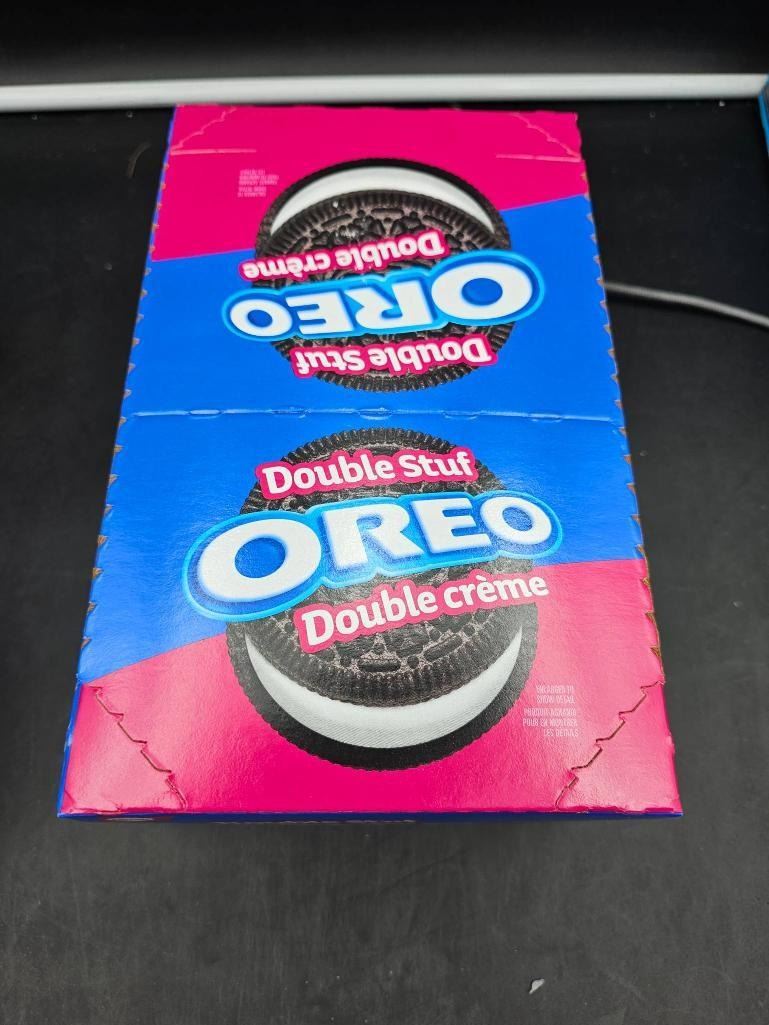 Double Stuf
OREO
Double crème
Double Stuf
OREO
Double crème
ENLARGED TO
SHOW DETAIL
PRODUIT AGRANDI
POUR EN MONTRER
LES DÉTAILS